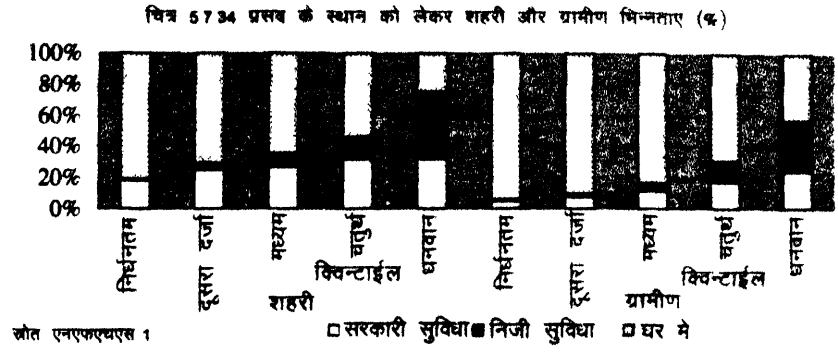 चित्र 5 7 34 प्रसव के स्थान को लेकर शहरी और ग्रामीण भिन्नताए (%)
100%
80%
60%
40%
20%
0%
निर्धनतम दूसरा दर्जा मध्यम चतुर्थ धनवान निर्धनतम दूसरा दर्जा मध्यम चतुर्थ धनवान
क्विन्टाईल क्विन्टाईल
शहरी ग्रामीण
स्रोत एनएफएचएस 1 सरकारी सुविधा निजी सुविधा घर मे